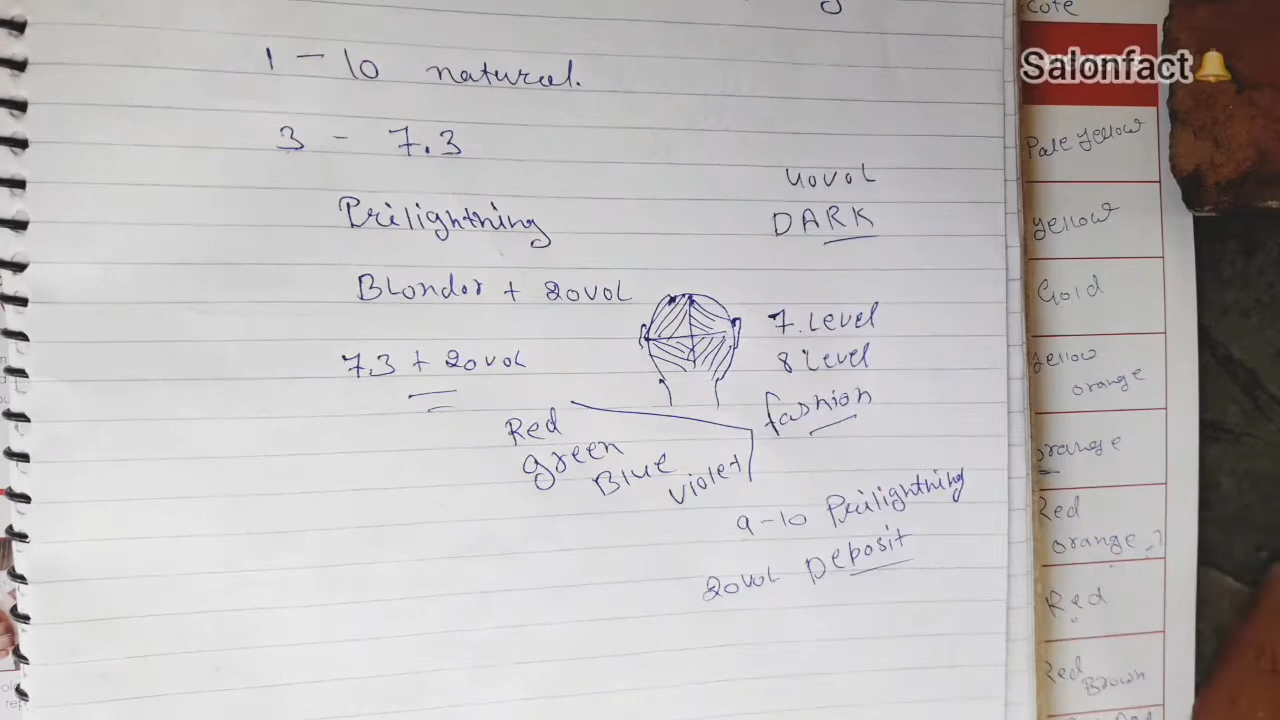 1 - 10 natural.
3 - 7.3
Prilightning
40vol
DARK
Blonder + 20vol
7.3 + 20vol
7. Level
8 Level
fashion
Red
green
Blue
violet
9-10 Prilightning
20vol Deposit
Salonfact🔔
Pale yellow
yellow
Gold
yellow
orange
orange
Red
orange
Red
Red
Brown